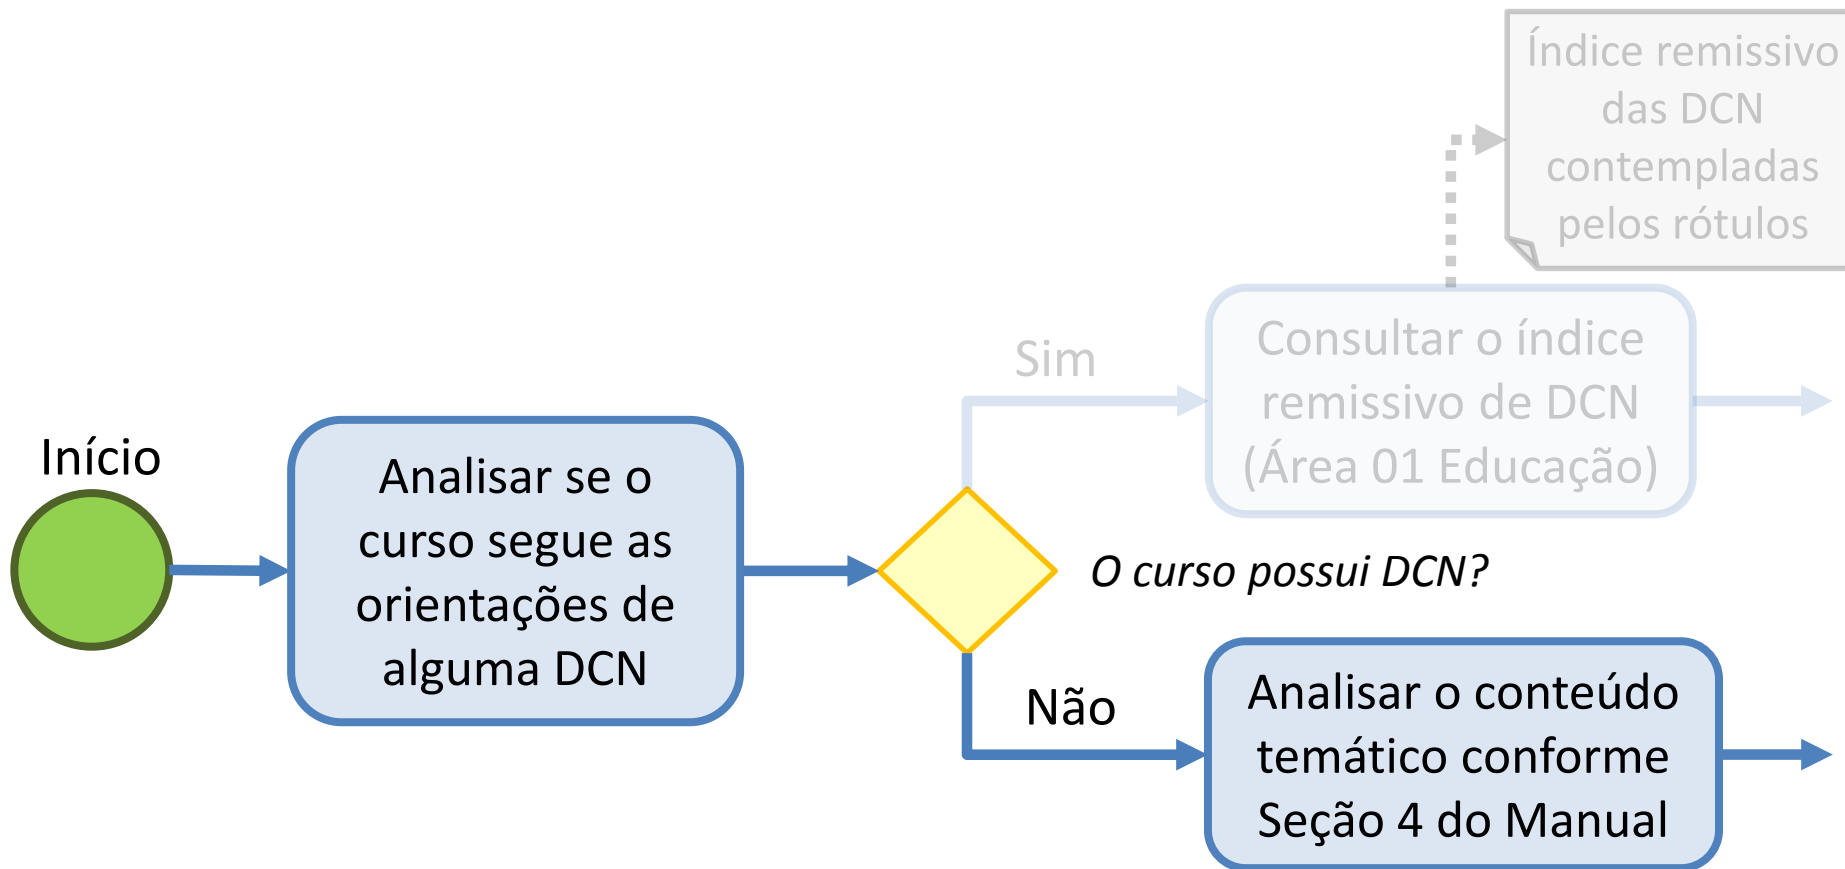 Índice remissivo
das DCN
contempladas
pelos rótulos
Sim
Consultar o índice
remissivo de DCN
(Área 01 Educação)
Início
Analisar se o
curso segue as
orientações de
alguma DCN
O curso possui DCN?
Não
Analisar o conteúdo
temático conforme
Seção 4 do Manual